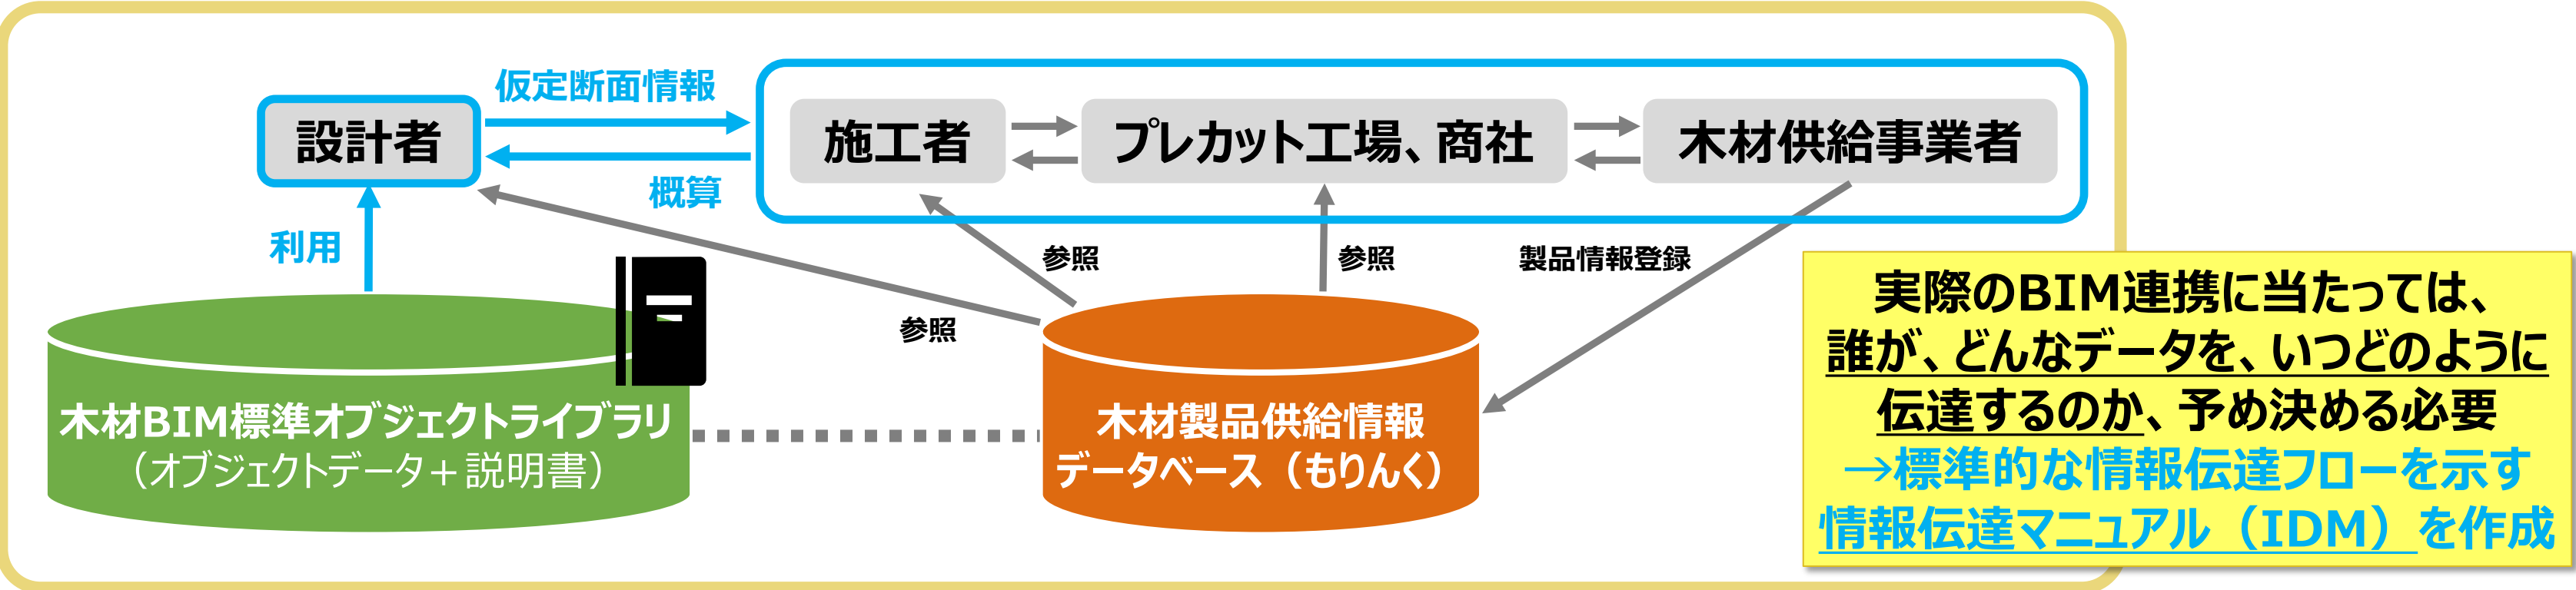 仮定断面情報
設計者
施工者
プレカット工場、商社
木材供給事業者
概算
利用
参照
参照
製品情報登録
参照
木材BIM標準オブジェクトライブラリ
（オブジェクトデータ＋説明書）
木材製品供給情報
データベース（もりんく）
実際のBIM連携に当たっては、
誰が、どんなデータを、いつどのように
伝達するのか、予め決める必要
→標準的な情報伝達フローを示す
情報伝達マニュアル（IDM）を作成